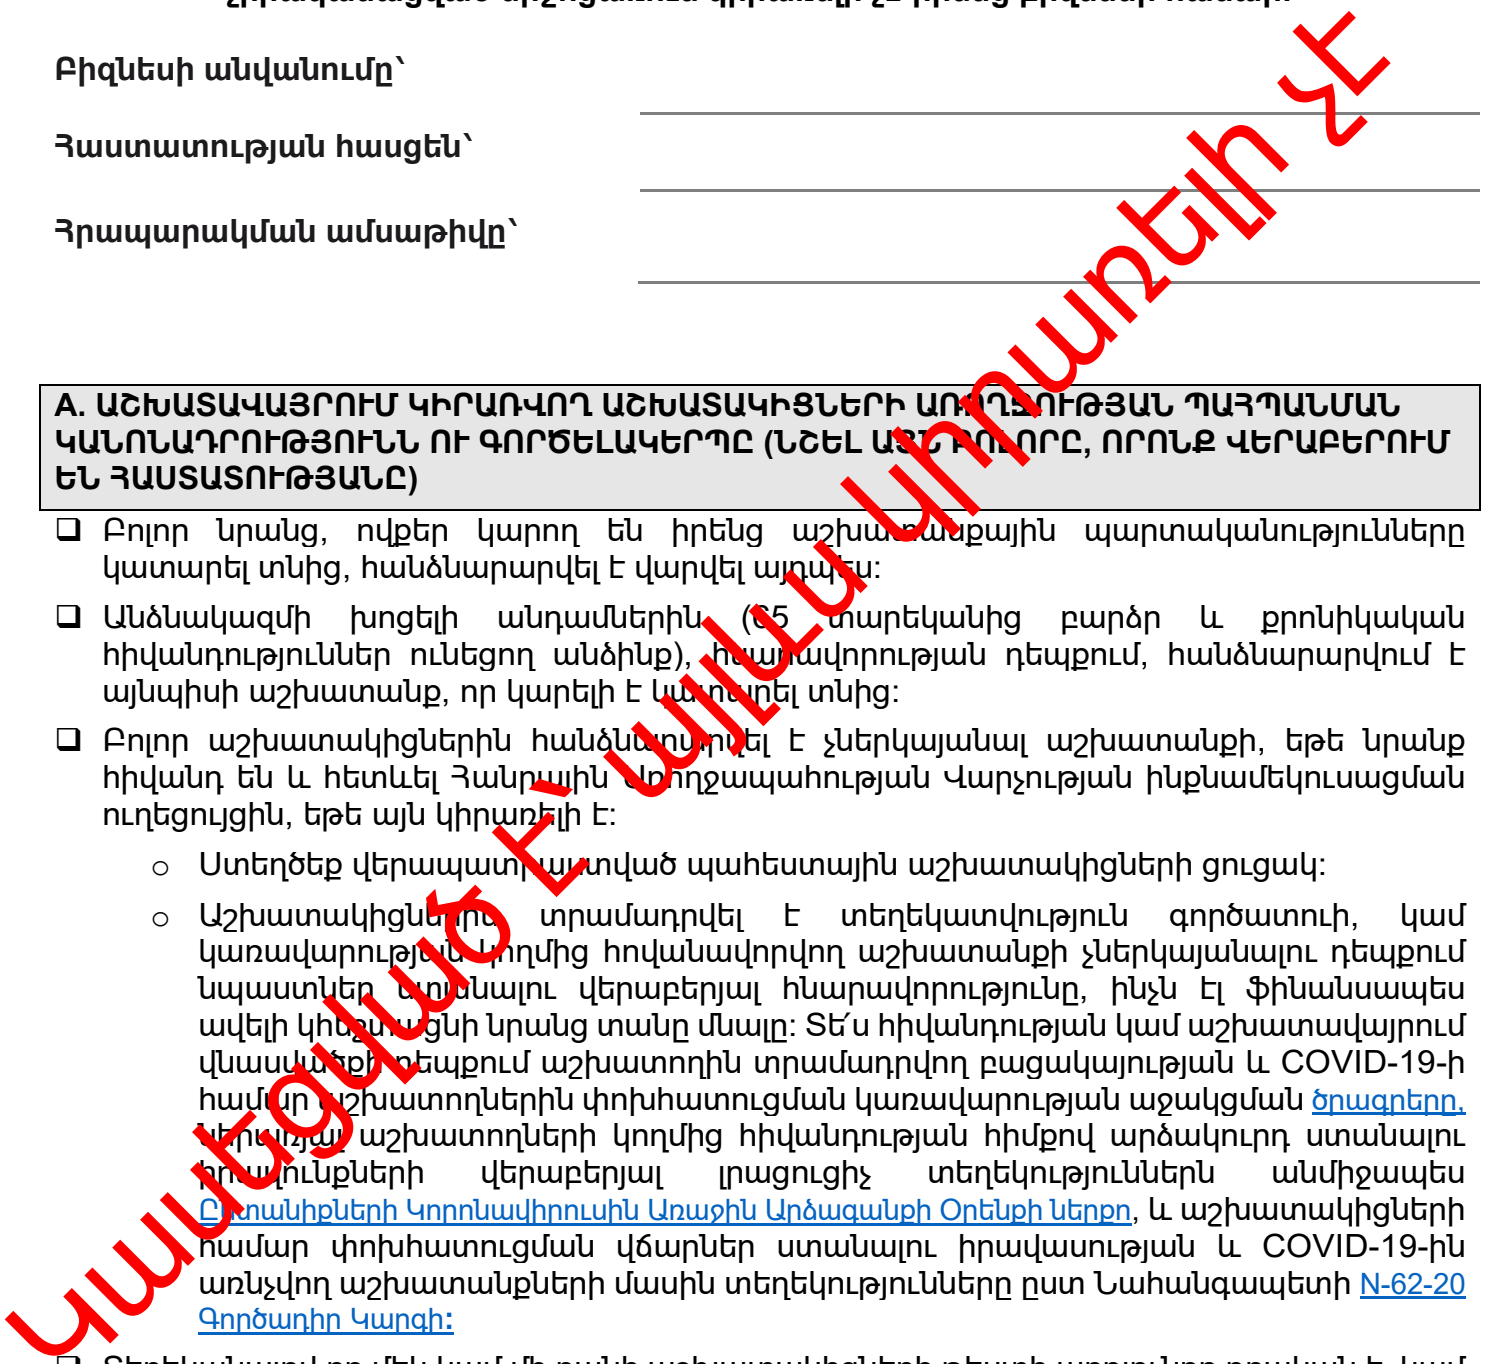 Բիզնեսի անվանումը՝
Հաստատության հասցեն՝
Հրապարակման ամսաթիվը՝
A. ԱՇԽԱՏԱՎԱՅՐՈՒՄ ԿԻՐԱՌՎՈՂ ԱՇԽԱՏԱԿԻՑՆԵՐԻ ԱՌՈՂՋՈՒԹՅԱՆ ՊԱՀՊԱՆՄԱՆ
ԿԱՆՈՆԱԴՐՈՒԹՅՈՒՆՆ ՈՒ ԳՈՐԾԵԼԱԿԵՐՊԸ (ՆՇԵԼ ԱՅՆ ԲՈԼՈՐԸ, ՈՐՈՆՔ ՎԵՐԱԲԵՐՈՒՄ
ԵՆ ՀԱՍՏԱՏՈՒԹՅԱՆԸ)
❑ Բոլոր նրանց, ովքեր կարող են իրենց աշխատանքային պարտականությունները
կատարել տնից, հանձնարարվել է վարվել այդպես:
❑ Անձնակազմի խոցելի անդամներին (65 տարեկանից բարձր և քրոնիկական
հիվանդություններ ունեցող անձինք), հնարավորության դեպքում, հանձնարարվում է
այնպիսի աշխատանք, որ կարելի է կատարել տնից:
❑ Բոլոր աշխատակիցներին հանձնարարվել է չներկայանալ աշխատանքի, եթե նրանք
հիվանդ են և հետևել Հանրային Առողջապահության Վարչության ինքնամեկուսացման
ուղեցույցին, եթե այն կիրառելի է:
o Ստեղծեք վերապատրաստված պահեստային աշխատակիցների ցուցակ:
o Աշխատակիցներին տրամադրվել է տեղեկատվություն գործատուի, կամ
կառավարության կողմից հովանավորվող աշխատանքի չներկայանալու դեպքում
նպաստներ ստանալու վերաբերյալ հնարավորությունը, ինչն էլ ֆինանսապես
ավելի կհեշտացնի նրանց տանը մնալը: Տե՛ս հիվանդության կամ աշխատավայրում
վնասվածքի դեպքում աշխատողին տրամադրվող բացակայության և COVID-19-ի
համար աշխատողներին փոխհատուցման կառավարության աջակցման ծրագրերը,
ներառյալ աշխատողների կողմից հիվանդության հիմքով արձակուրդ ստանալու
իրավունքների վերաբերյալ լրացուցիչ տեղեկություններն անմիջապես
Ընտանիքների Կորոնավիրուսին Առաջին Արձագանքի Օրենքի ներքո, և աշխատակիցների
համար փոխհատուցման վճարներ ստանալու իրավասության և COVID-19-ին
առնչվող աշխատանքների մասին տեղեկությունները ըստ Նահանգապետի N-62-20
Գործադիր Կարգի:
Կասեցված է՝ այլևս կիրառելի չէ